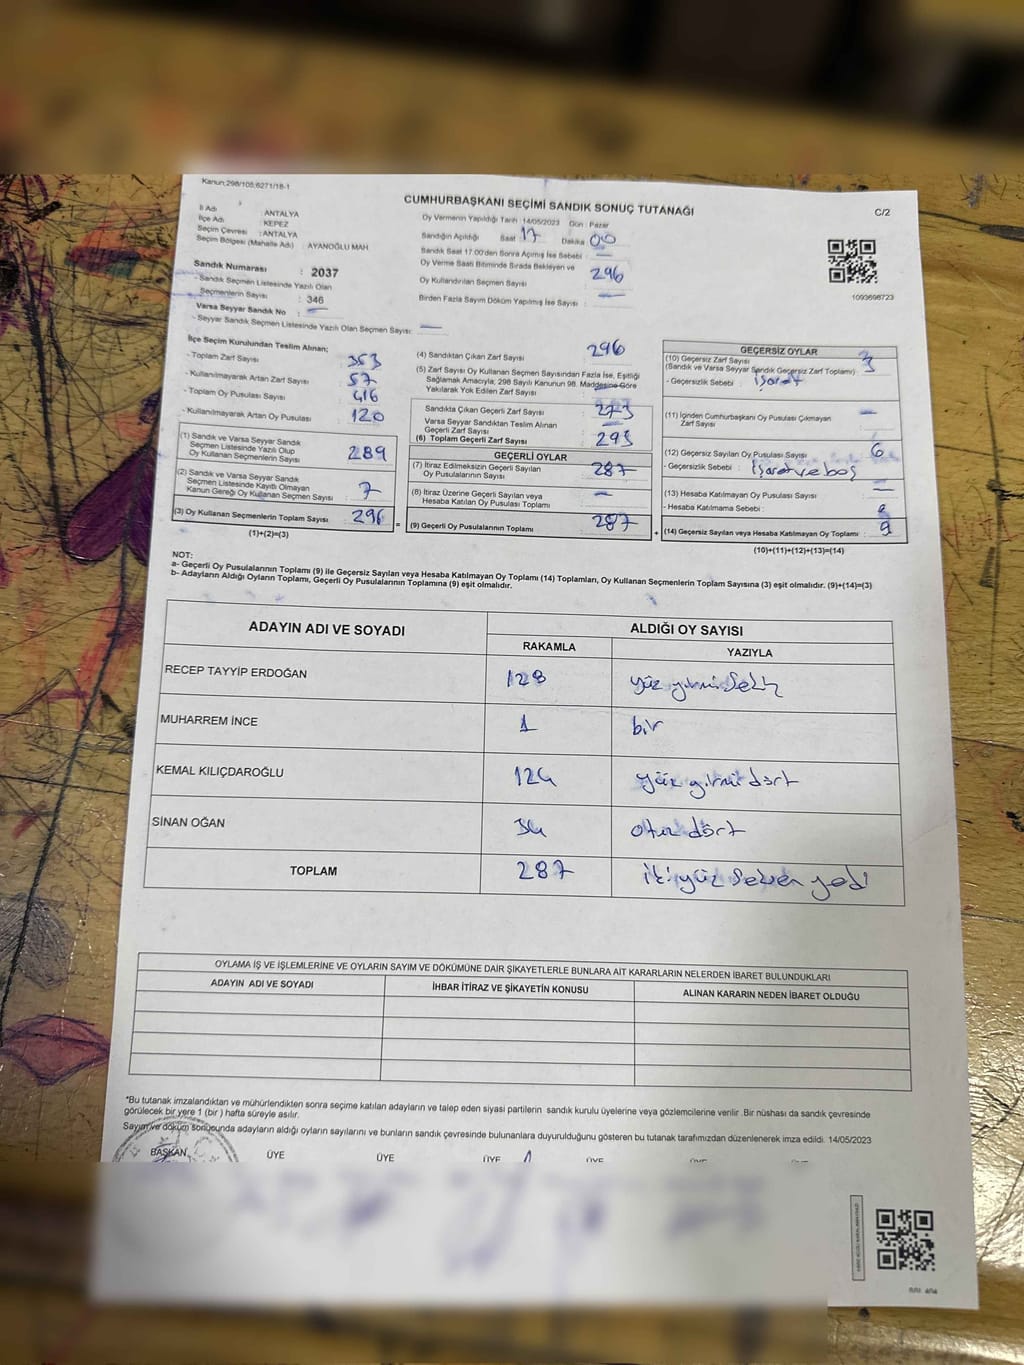 Kanun;298/105;6271/18-1
CUMHURBAŞKANI SEÇİMİ SANDIK SONUÇ TUTANAĞI
C/2
İl Adı : ANTALYA
İlçe Adı : KEPEZ
Seçim Çevresi : ANTALYA
Seçim Bölgesi (Mahalle Adı) : AYANOĞLU MAH
Oy Vermenin Yapıldığı Tarih :14/05/2023 Gün : Pazar
Sandığın Açıldığı Saat : 17 Dakika : 00
Sandık Saat 17:00'den Sonra Açılmış İse Sebebi : —
Oy Verme Saati Bitiminde Sırada Bekleyen ve
Oy Kullandırılan Seçmen Sayısı : 296
Birden Fazla Sayım Döküm Yapılmış İse Sayısı : —
1093698723
Sandık Numarası : 2037
- Sandık Seçmen Listesinde Yazılı Olan
Seçmenlerin Sayısı : 346
Varsa Seyyar Sandık No : —
- Seyyar Sandık Seçmen Listesinde Yazılı Olan Seçmen Sayısı: —
İlçe Seçim Kurulundan Teslim Alınan;
- Toplam Zarf Sayısı : 353
- Kullanılmayarak Artan Zarf Sayısı : 57
- Toplam Oy Pusulası Sayısı : 416
- Kullanılmayarak Artan Oy Pusulası : 120
(1) Sandık ve Varsa Seyyar Sandık
Seçmen Listesinde Yazılı Olup
Oy Kullanan Seçmenlerin Sayısı : 289
(2) Sandık ve Varsa Seyyar Sandık
Seçmen Listesinde Kayıtlı Olmayan
Kanun Gereği Oy Kullanan Seçmen Sayısı : 7
(3) Oy Kullanan Seçmenlerin Toplam Sayısı : 296
(1)+(2)=(3)
(4) Sandıktan Çıkan Zarf Sayısı : 296
(5) Zarf Sayısı Oy Kullanan Seçmen Sayısından Fazla İse, Eşitliği
Sağlamak Amacıyla; 298 Sayılı Kanunun 98. Maddesine Göre
Yakılarak Yok Edilen Zarf Sayısı : —
Sandıkta Çıkan Geçerli Zarf Sayısı :
Varsa Seyyar Sandıktan Teslim Alınan
Geçerli Zarf Sayısı :
(6) Toplam Geçerli Zarf Sayısı : 293
GEÇERLİ OYLAR
(7) İtiraz Edilmeksizin Geçerli Sayılan
Oy Pusulalarının Sayısı : 287
(8) İtiraz Üzerine Geçerli Sayılan veya
Hesaba Katılan Oy Pusulası Toplamı : —
= (9) Geçerli Oy Pusulalarının Toplamı : 287
GEÇERSİZ OYLAR
(10) Geçersiz Zarf Sayısı
(Sandık ve Varsa Seyyar Sandık Geçersiz Zarf Toplamı) : 3
- Geçersizlik Sebebi : İşaret
(11) İçinden Cumhurbaşkanı Oy Pusulası Çıkmayan
Zarf Sayısı : —
(12) Geçersiz Sayılan Oy Pusulası Sayısı : 6
- Geçersizlik Sebebi : İşaret ve boş
(13) Hesaba Katılmayan Oy Pusulası Sayısı : —
- Hesaba Katılmama Sebebi :
+ (14) Geçersiz Sayılan veya Hesaba Katılmayan Oy Toplamı : 9
(10)+(11)+(12)+(13)=(14)
NOT:
a- Geçerli Oy Pusulalarının Toplamı (9) ile Geçersiz Sayılan veya Hesaba Katılmayan Oy Toplamı (14) Toplamları, Oy Kullanan Seçmenlerin Toplam Sayısına (3) eşit olmalıdır. (9)+(14)=(3)
b- Adayların Aldığı Oyların Toplamı, Geçerli Oy Pusulalarının Toplamına (9) eşit olmalıdır.
ADAYIN ADI VE SOYADI ALDIĞI OY SAYISI
RAKAMLA YAZIYLA
RECEP TAYYİP ERDOĞAN 128 yüz yirmi Sekiz
MUHARREM İNCE 1 bir
KEMAL KILIÇDAROĞLU 124 yüz yirmi dört
SİNAN OĞAN 34 otuz dört
TOPLAM 287 iki yüz Seksen yedi
OYLAMA İŞ VE İŞLEMLERİNE VE OYLARIN SAYIM VE DÖKÜMÜNE DAİR ŞİKAYETLERLE BUNLARA AİT KARARLARIN NELERDEN İBARET BULUNDUKLARI
ADAYIN ADI VE SOYADI İHBAR İTİRAZ VE ŞİKAYETİN KONUSU ALINAN KARARIN NEDEN İBARET OLDUĞU
*Bu tutanak imzalandıktan ve mühürlendikten sonra seçime katılan adayların ve talep eden siyasi partilerin sandık kurulu üyelerine veya gözlemcilerine verilir .Bir nüshası da sandık çevresinde
görülecek bir yere 1 (bir ) hafta süreyle asılır.
Sayım ve döküm sonucunda adayların aldığı oyların sayılarını ve bunların sandık çevresinde bulunanlara duyurulduğunu gösteren bu tutanak tarafımızdan düzenlenerek imza edildi. 14/05/2023
BAŞKAN ÜYE ÜYE ÜYE ÜYE ÜYE